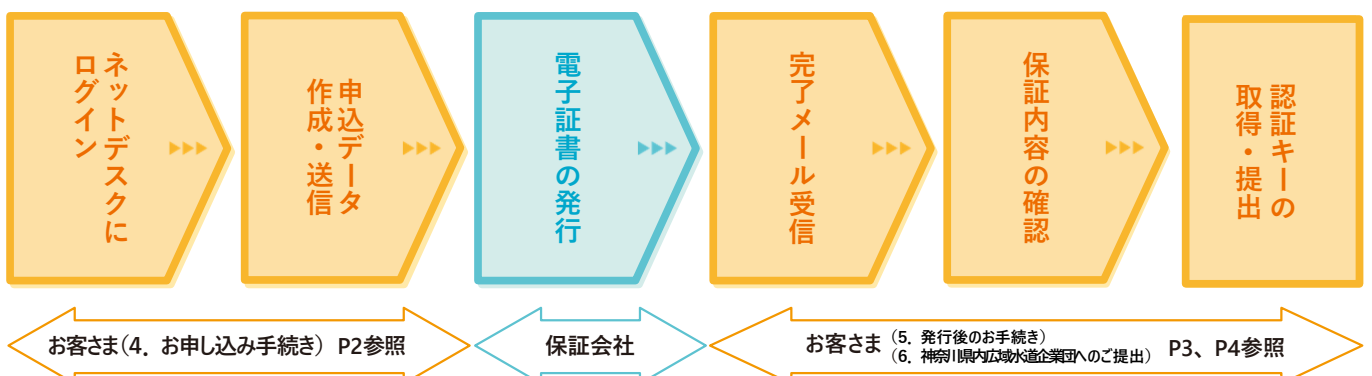 ネットデスクに
ログイン
申込データ
作成・送信
電子証書の発行
完了メール受信
保証内容の確認
認証キーの
取得・提出
お客さま(4．お申し込み手続き) P2参照
保証会社
お客さま (5．発行後のお手続き)
(6．神奈川県内広域水道企業団へのご提出) P3、P4参照